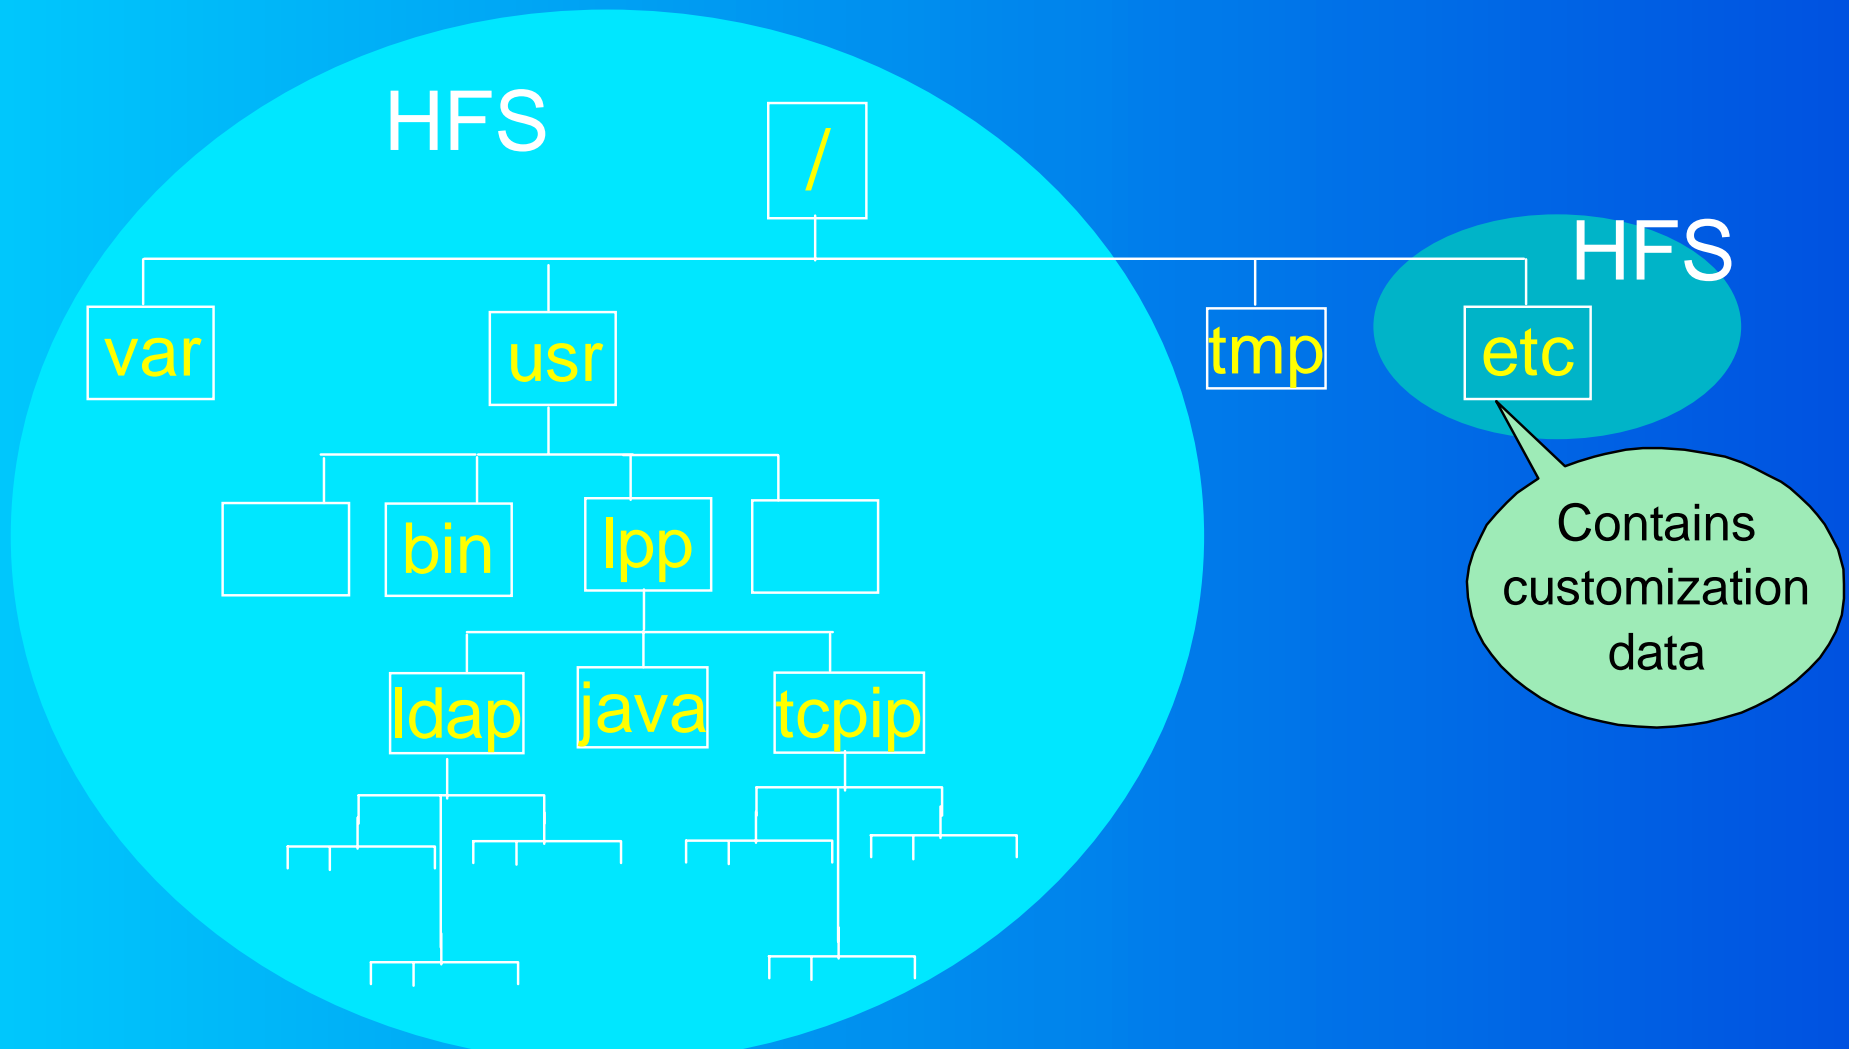 HFS
/
HFS
var
usr
tmp
etc
bin
lpp
Contains
customization
data
ldap
java
tcpip